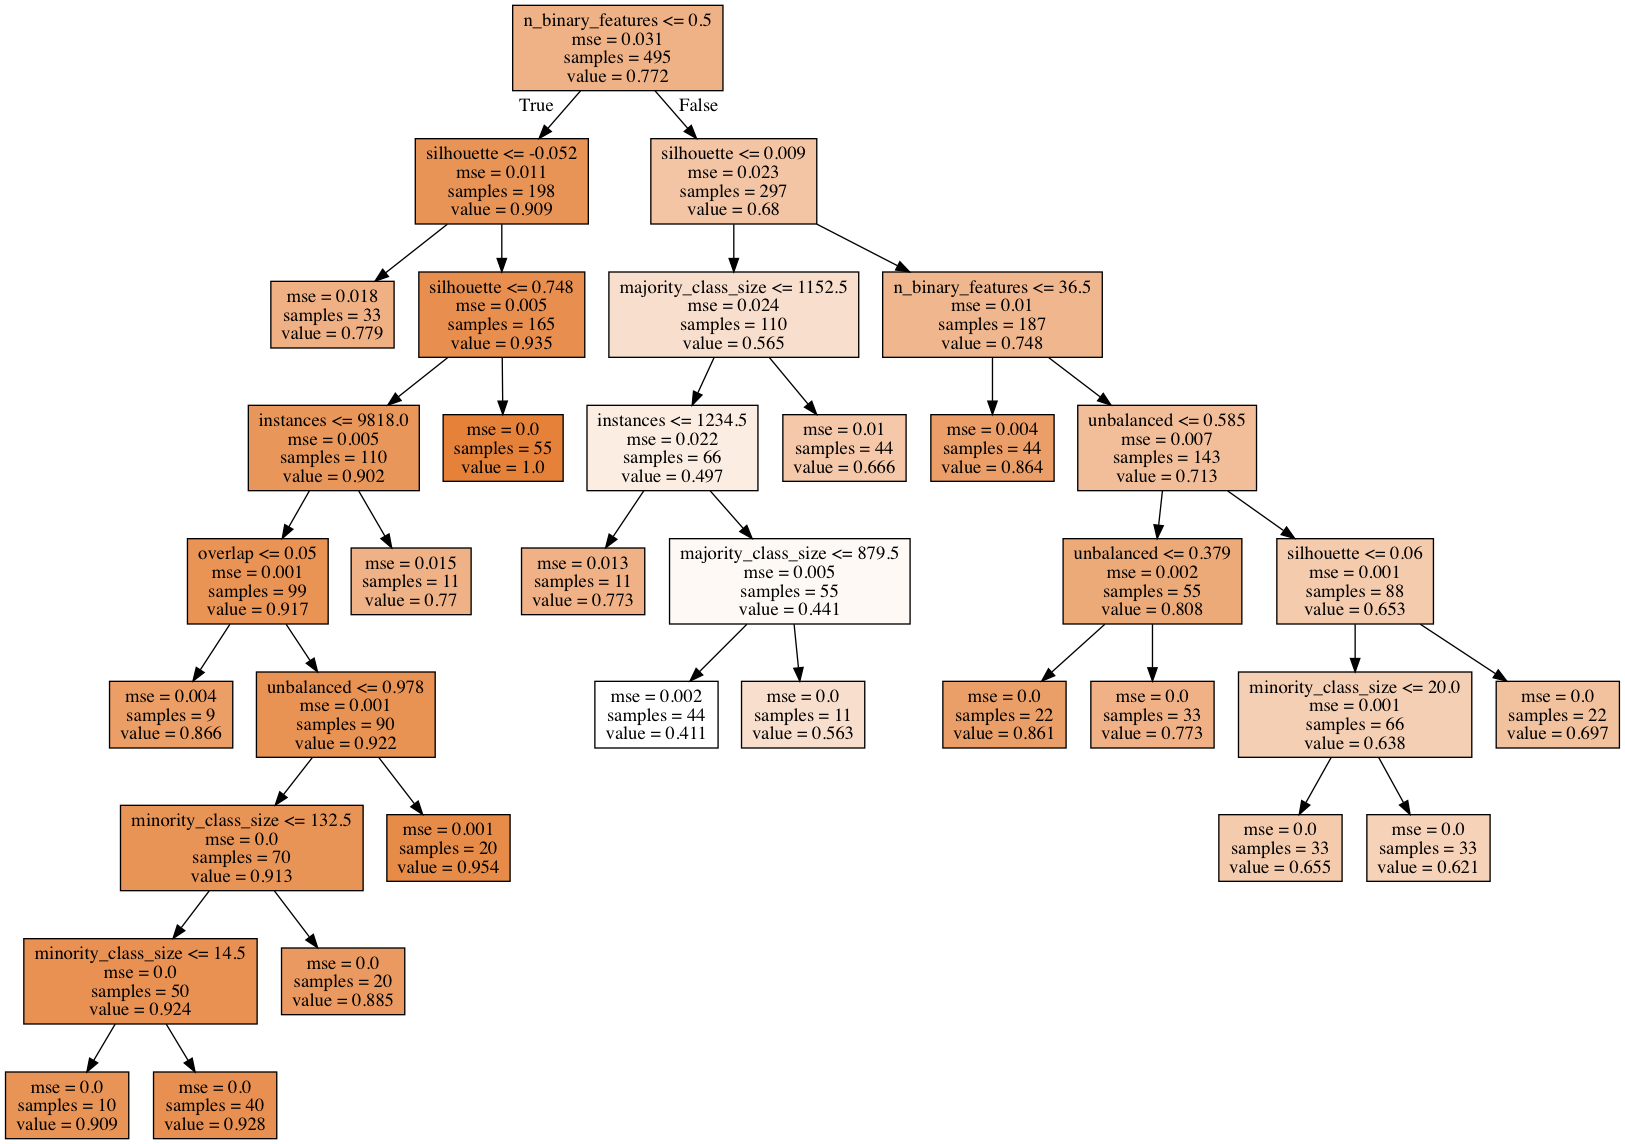 n_binary_features <= 0.5
mse = 0.031
samples = 495
value = 0.772
True
False
silhouette <= -0.052
mse = 0.011
samples = 198
value = 0.909
silhouette <= 0.009
mse = 0.023
samples = 297
value = 0.68
mse = 0.018
samples = 33
value = 0.779
silhouette <= 0.748
mse = 0.005
samples = 165
value = 0.935
majority_class_size <= 1152.5
mse = 0.024
samples = 110
value = 0.565
n_binary_features <= 36.5
mse = 0.01
samples = 187
value = 0.748
instances <= 9818.0
mse = 0.005
samples = 110
value = 0.902
mse = 0.0
samples = 55
value = 1.0
instances <= 1234.5
mse = 0.022
samples = 66
value = 0.497
mse = 0.01
samples = 44
value = 0.666
mse = 0.004
samples = 44
value = 0.864
unbalanced <= 0.585
mse = 0.007
samples = 143
value = 0.713
overlap <= 0.05
mse = 0.001
samples = 99
value = 0.917
mse = 0.015
samples = 11
value = 0.77
mse = 0.013
samples = 11
value = 0.773
majority_class_size <= 879.5
mse = 0.005
samples = 55
value = 0.441
unbalanced <= 0.379
mse = 0.002
samples = 55
value = 0.808
silhouette <= 0.06
mse = 0.001
samples = 88
value = 0.653
mse = 0.004
samples = 9
value = 0.866
unbalanced <= 0.978
mse = 0.001
samples = 90
value = 0.922
mse = 0.002
samples = 44
value = 0.411
mse = 0.0
samples = 11
value = 0.563
mse = 0.0
samples = 22
value = 0.861
mse = 0.0
samples = 33
value = 0.773
minority_class_size <= 20.0
mse = 0.001
samples = 66
value = 0.638
mse = 0.0
samples = 22
value = 0.697
minority_class_size <= 132.5
mse = 0.0
samples = 70
value = 0.913
mse = 0.001
samples = 20
value = 0.954
mse = 0.0
samples = 33
value = 0.655
mse = 0.0
samples = 33
value = 0.621
minority_class_size <= 14.5
mse = 0.0
samples = 50
value = 0.924
mse = 0.0
samples = 20
value = 0.885
mse = 0.0
samples = 10
value = 0.909
mse = 0.0
samples = 40
value = 0.928